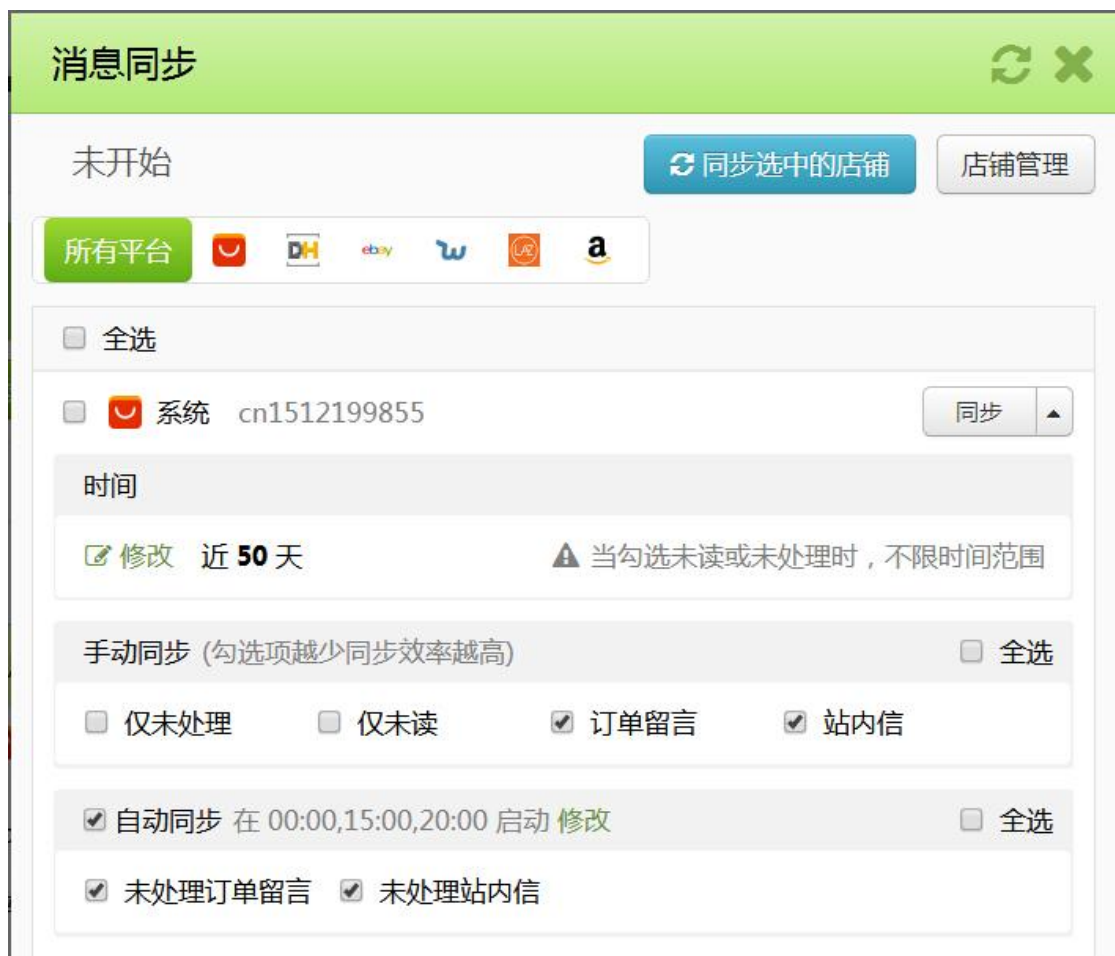 消息同步
未开始 同步选中的店铺 店铺管理
所有平台 DH ebay w LAZ a
全选
系统 cn1512199855 同步
时间
修改 近 50 天 当勾选未读或未处理时，不限时间范围
手动同步 (勾选项越少同步效率越高) 全选
仅未处理 仅未读 订单留言 站内信
自动同步 在 00:00,15:00,20:00 启动 修改 全选
未处理订单留言 未处理站内信